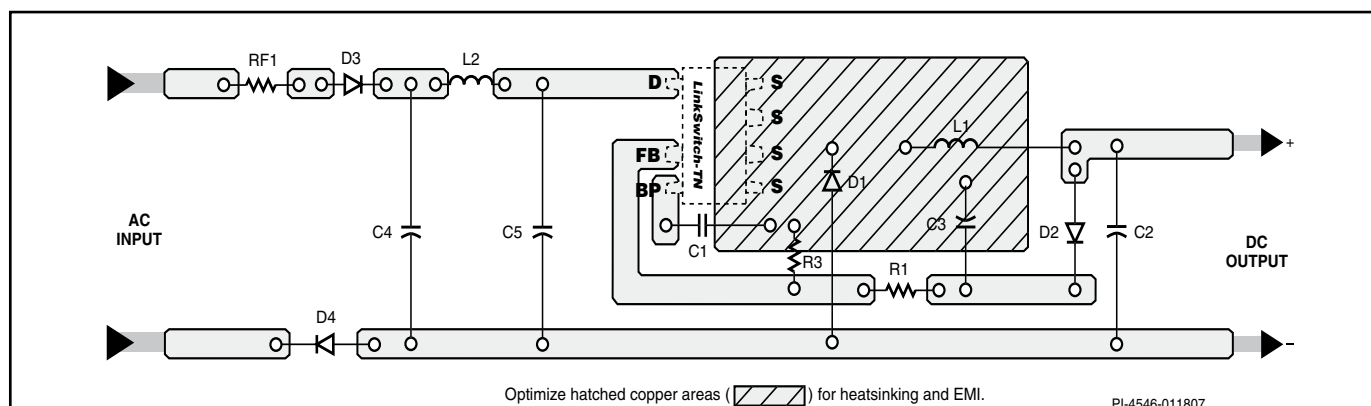 RF1
D3
L2
D
S
S
FB
S
BP
S
LinkSwitch-TN
L1
+
D1
AC
INPUT
C4
C5
C1
R3
C3
D2
C2
DC
OUTPUT
R1
D4
–
Optimize hatched copper areas ( ) for heatsinking and EMI.
PI-4546-011807